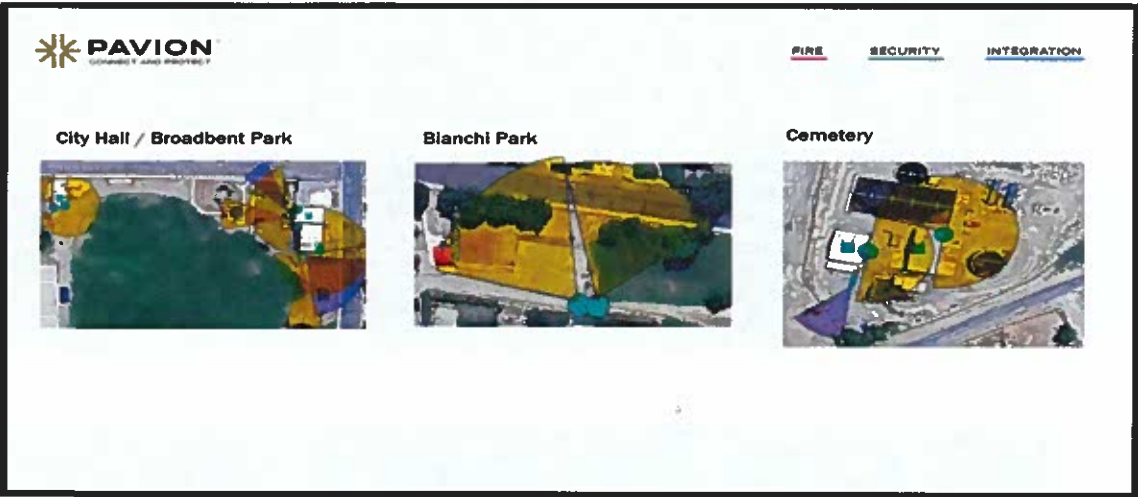 PAVION
CONNECT AND PROTECT
FIRE
SECURITY
INTEGRATION
City Hall / Broadbent Park
Bianchi Park
Cemetery